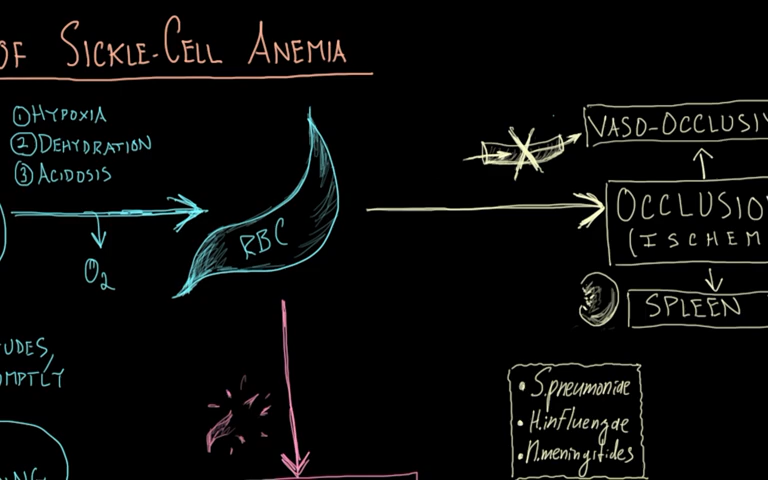 OF SICKLE-CELL ANEMIA
① HYPOXIA
② DEHYDRATION
③ ACIDOSIS
O2
RBC
VASO-OCCLUSIV
OCCLUSIO
(ISCHEM
SPLEEN
UDES,
MPTLY
• S.pneumoniae
• H.influenzae
• N.meningitides